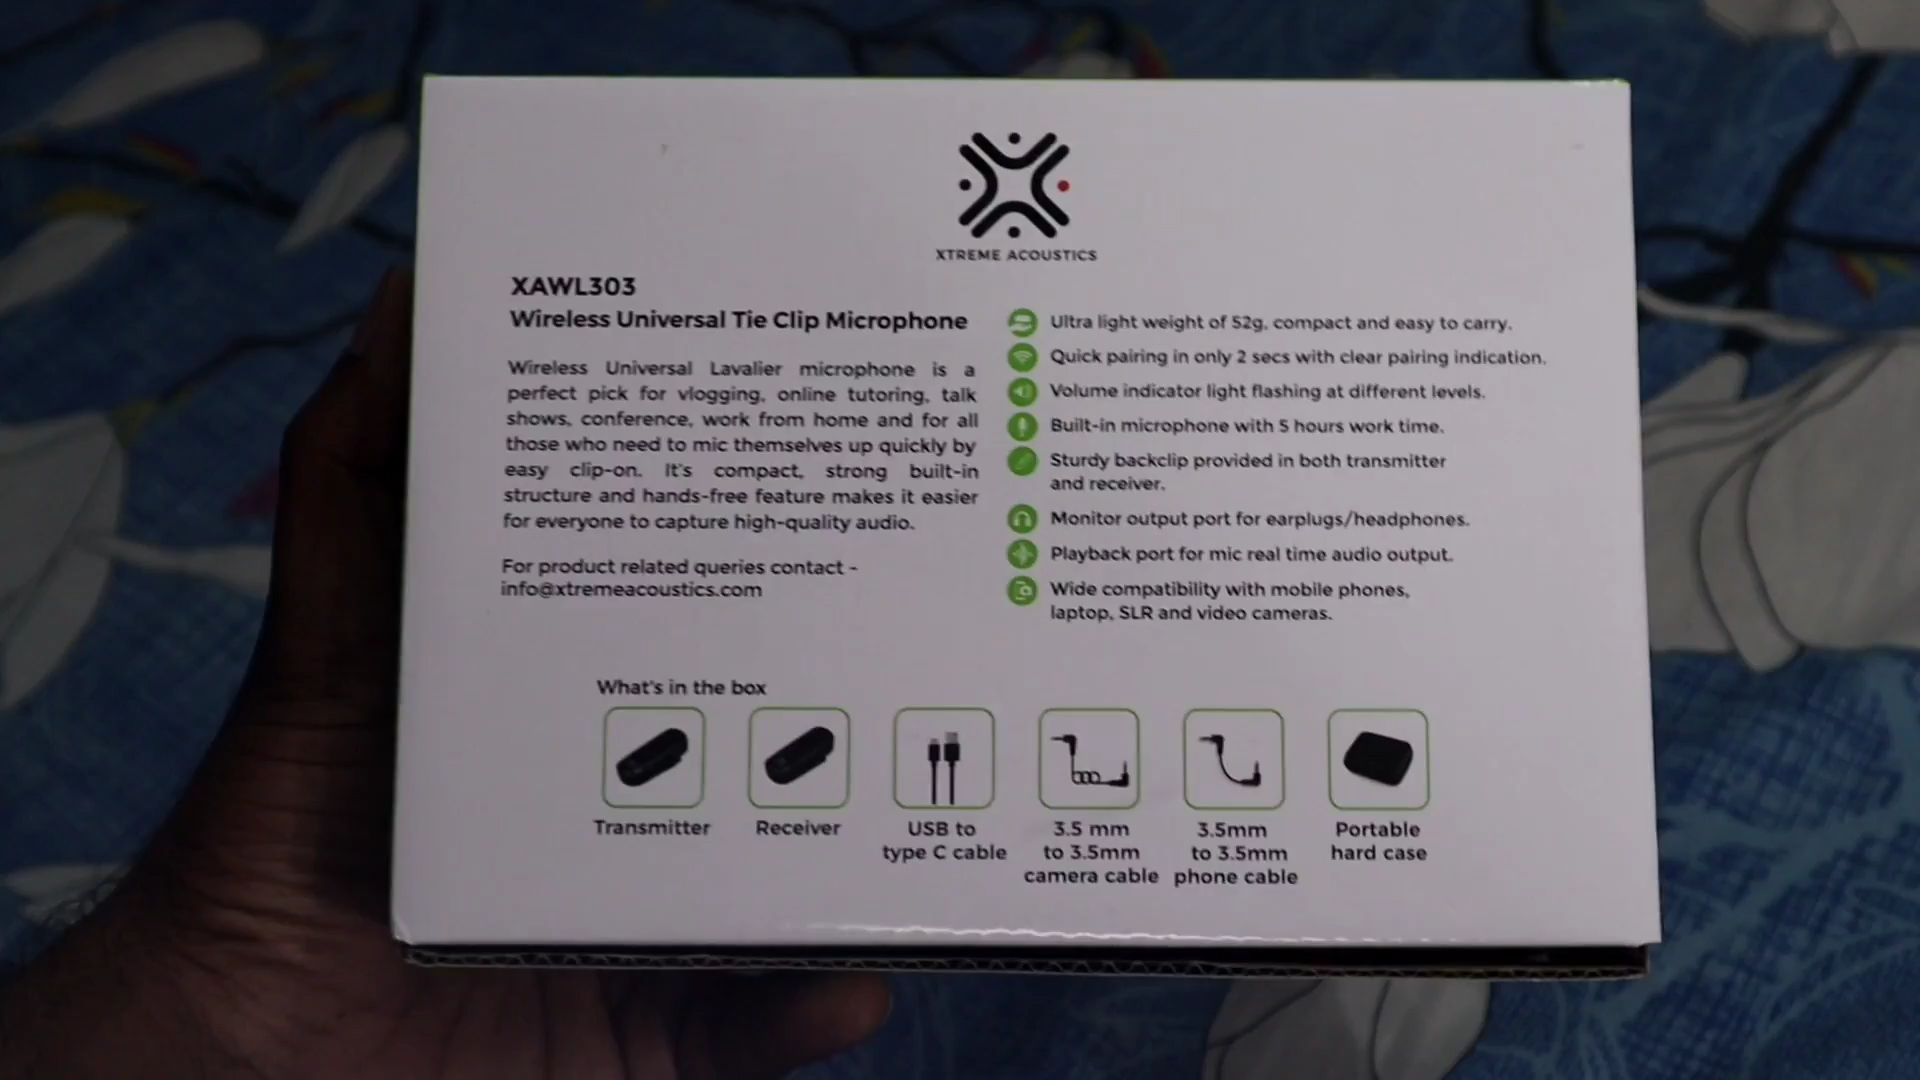 XTREME ACOUSTICS
XAWL303
Wireless Universal Tie Clip Microphone
Wireless Universal Lavalier microphone is a
perfect pick for vlogging, online tutoring, talk
shows, conference, work from home and for all
those who need to mic themselves up quickly by
easy clip-on. It's compact, strong built-in
structure and hands-free feature makes it easier
for everyone to capture high-quality audio.
For product related queries contact -
info@xtremeacoustics.com
Ultra light weight of 52g, compact and easy to carry.
Quick pairing in only 2 secs with clear pairing indication.
Volume indicator light flashing at different levels.
Built-in microphone with 5 hours work time.
Sturdy backclip provided in both transmitter
and receiver.
Monitor output port for earplugs/headphones.
Playback port for mic real time audio output.
Wide compatibility with mobile phones,
laptop, SLR and video cameras.
What's in the box
Transmitter
Receiver
USB to
type C cable
3.5 mm
to 3.5mm
camera cable
3.5mm
to 3.5mm
phone cable
Portable
hard case